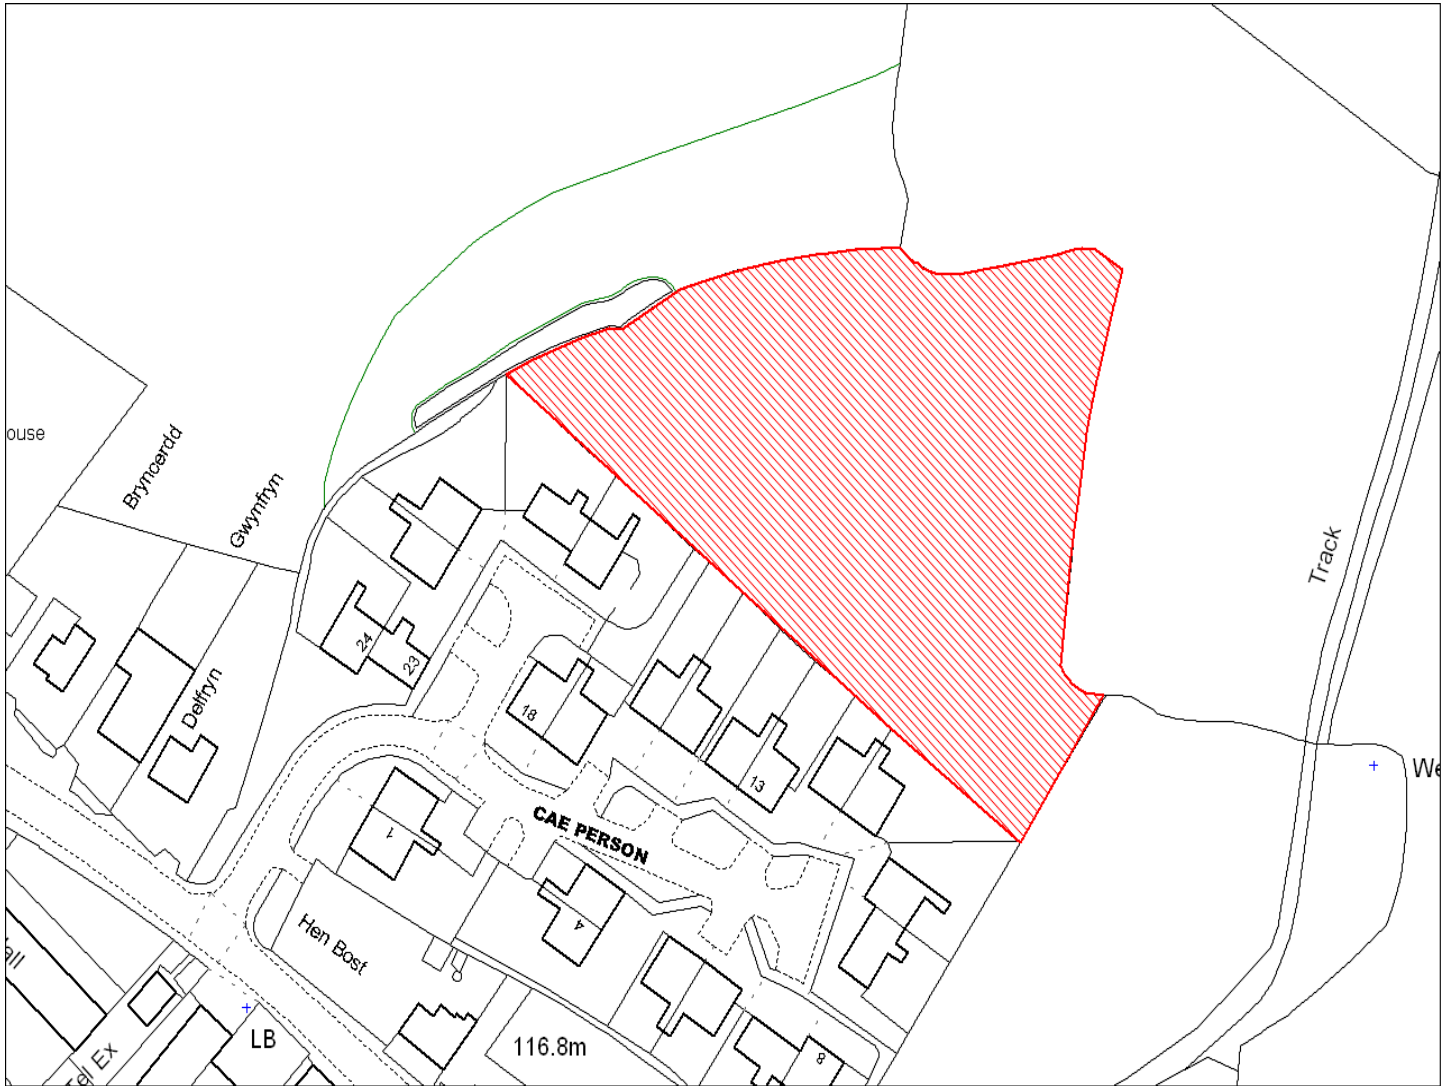 ouse
Bryncerdd
Gwynfryn
Track
24
23
Delfryn
18
We
13
CAE PERSON
1
4
Hen Bost
all
LB
116.8m
8
Tel Ex